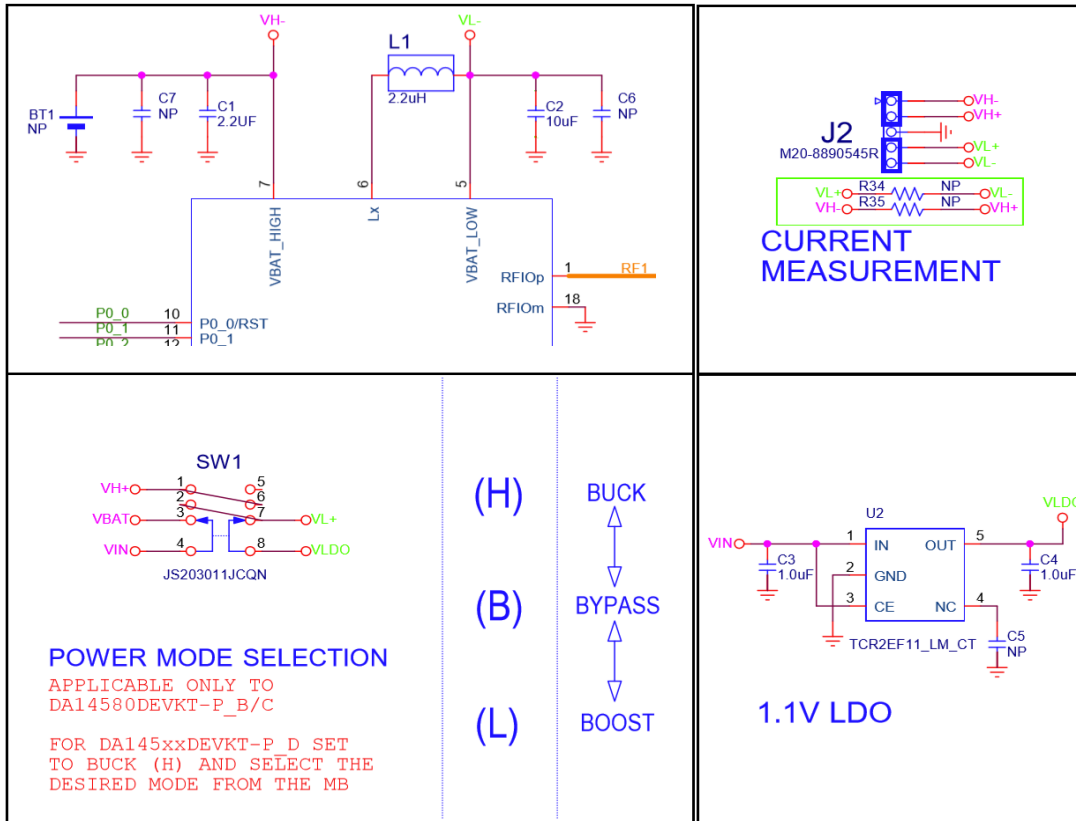 VH-
VL-
L1
2.2uH
BT1
NP
C7
NP
C1
2.2UF
C2
10uF
C6
NP
7
6
5
VBAT_HIGH
Lx
VBAT_LOW
RFIOp
1
RF1
RFIOm
18
P0_0
10
P0_0/RST
P0_1
11
P0_1
P0_2
12
VH-
VH+
J2
M20-8890545R
VL+
VL-
VL+
R34
NP
VL-
VH-
R35
NP
VH+
CURRENT
MEASUREMENT
SW1
VH+
1
5
2
6
VBAT
3
7
VL+
VIN
4
8
VLDO
JS203011JCQN
POWER MODE SELECTION
APPLICABLE ONLY TO
DA14580DEVKT-P_B/C
FOR DA145xxDEVKT-P_D SET
TO BUCK (H) AND SELECT THE
DESIRED MODE FROM THE MB
(H)
BUCK
(B)
BYPASS
(L)
BOOST
VLDO
U2
VIN
1
IN
OUT
5
C3
1.0uF
2
GND
C4
1.0uF
3
CE
NC
4
TCR2EF11_LM_CT
C5
NP
1.1V LDO